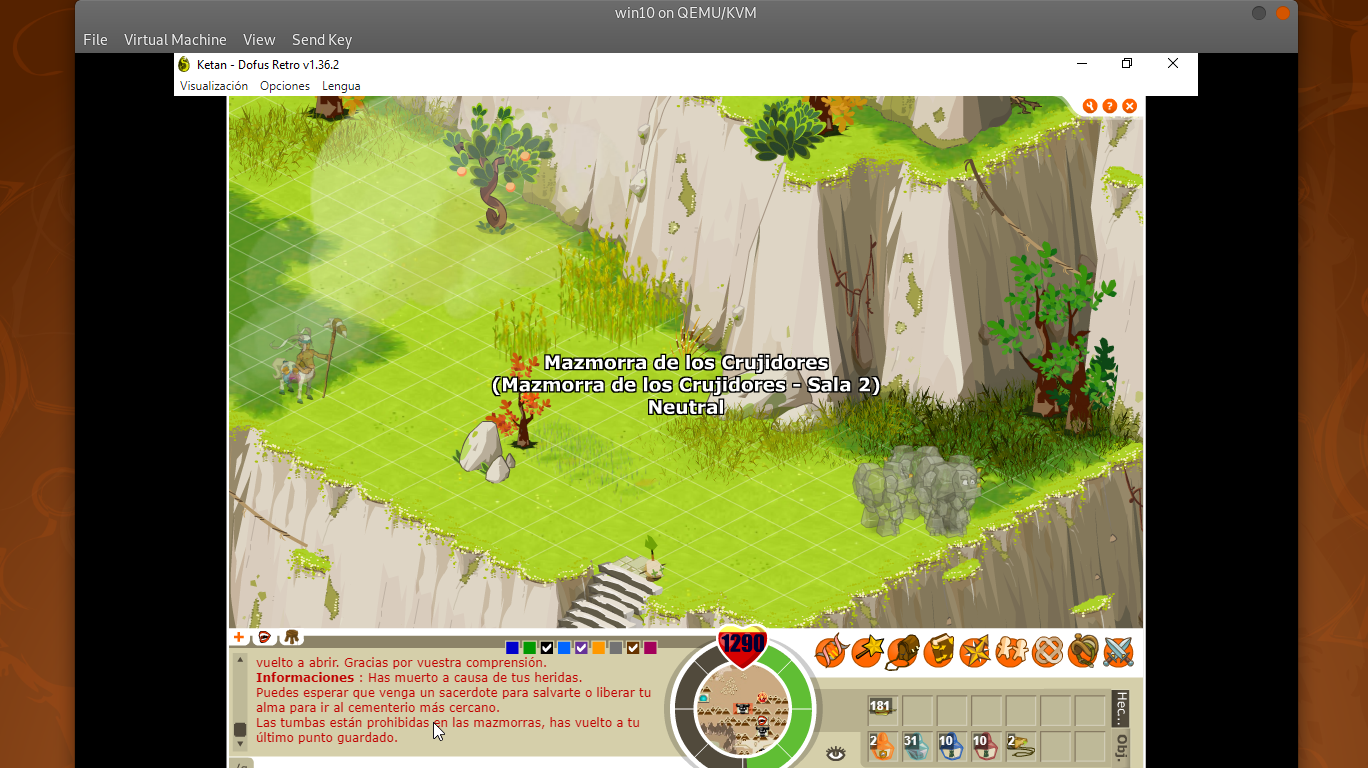 win10 on QEMU/KVM
File Virtual Machine View Send Key
Ketan - Dofus Retro v1.36.2
Visualización Opciones Lengua
Mazmorra de los Crujidores
(Mazmorra de los Crujidores - Sala 2)
Neutral
1290
vuelto a abrir. Gracias por vuestra comprensión.
Informaciones : Has muerto a causa de tus heridas.
Puedes esperar que venga un sacerdote para salvarte o liberar tu
alma para ir al cementerio más cercano.
Las tumbas están prohibidas en las mazmorras, has vuelto a tu
último punto guardado.
181
Hec...
2 31 10 10 2
Obj.